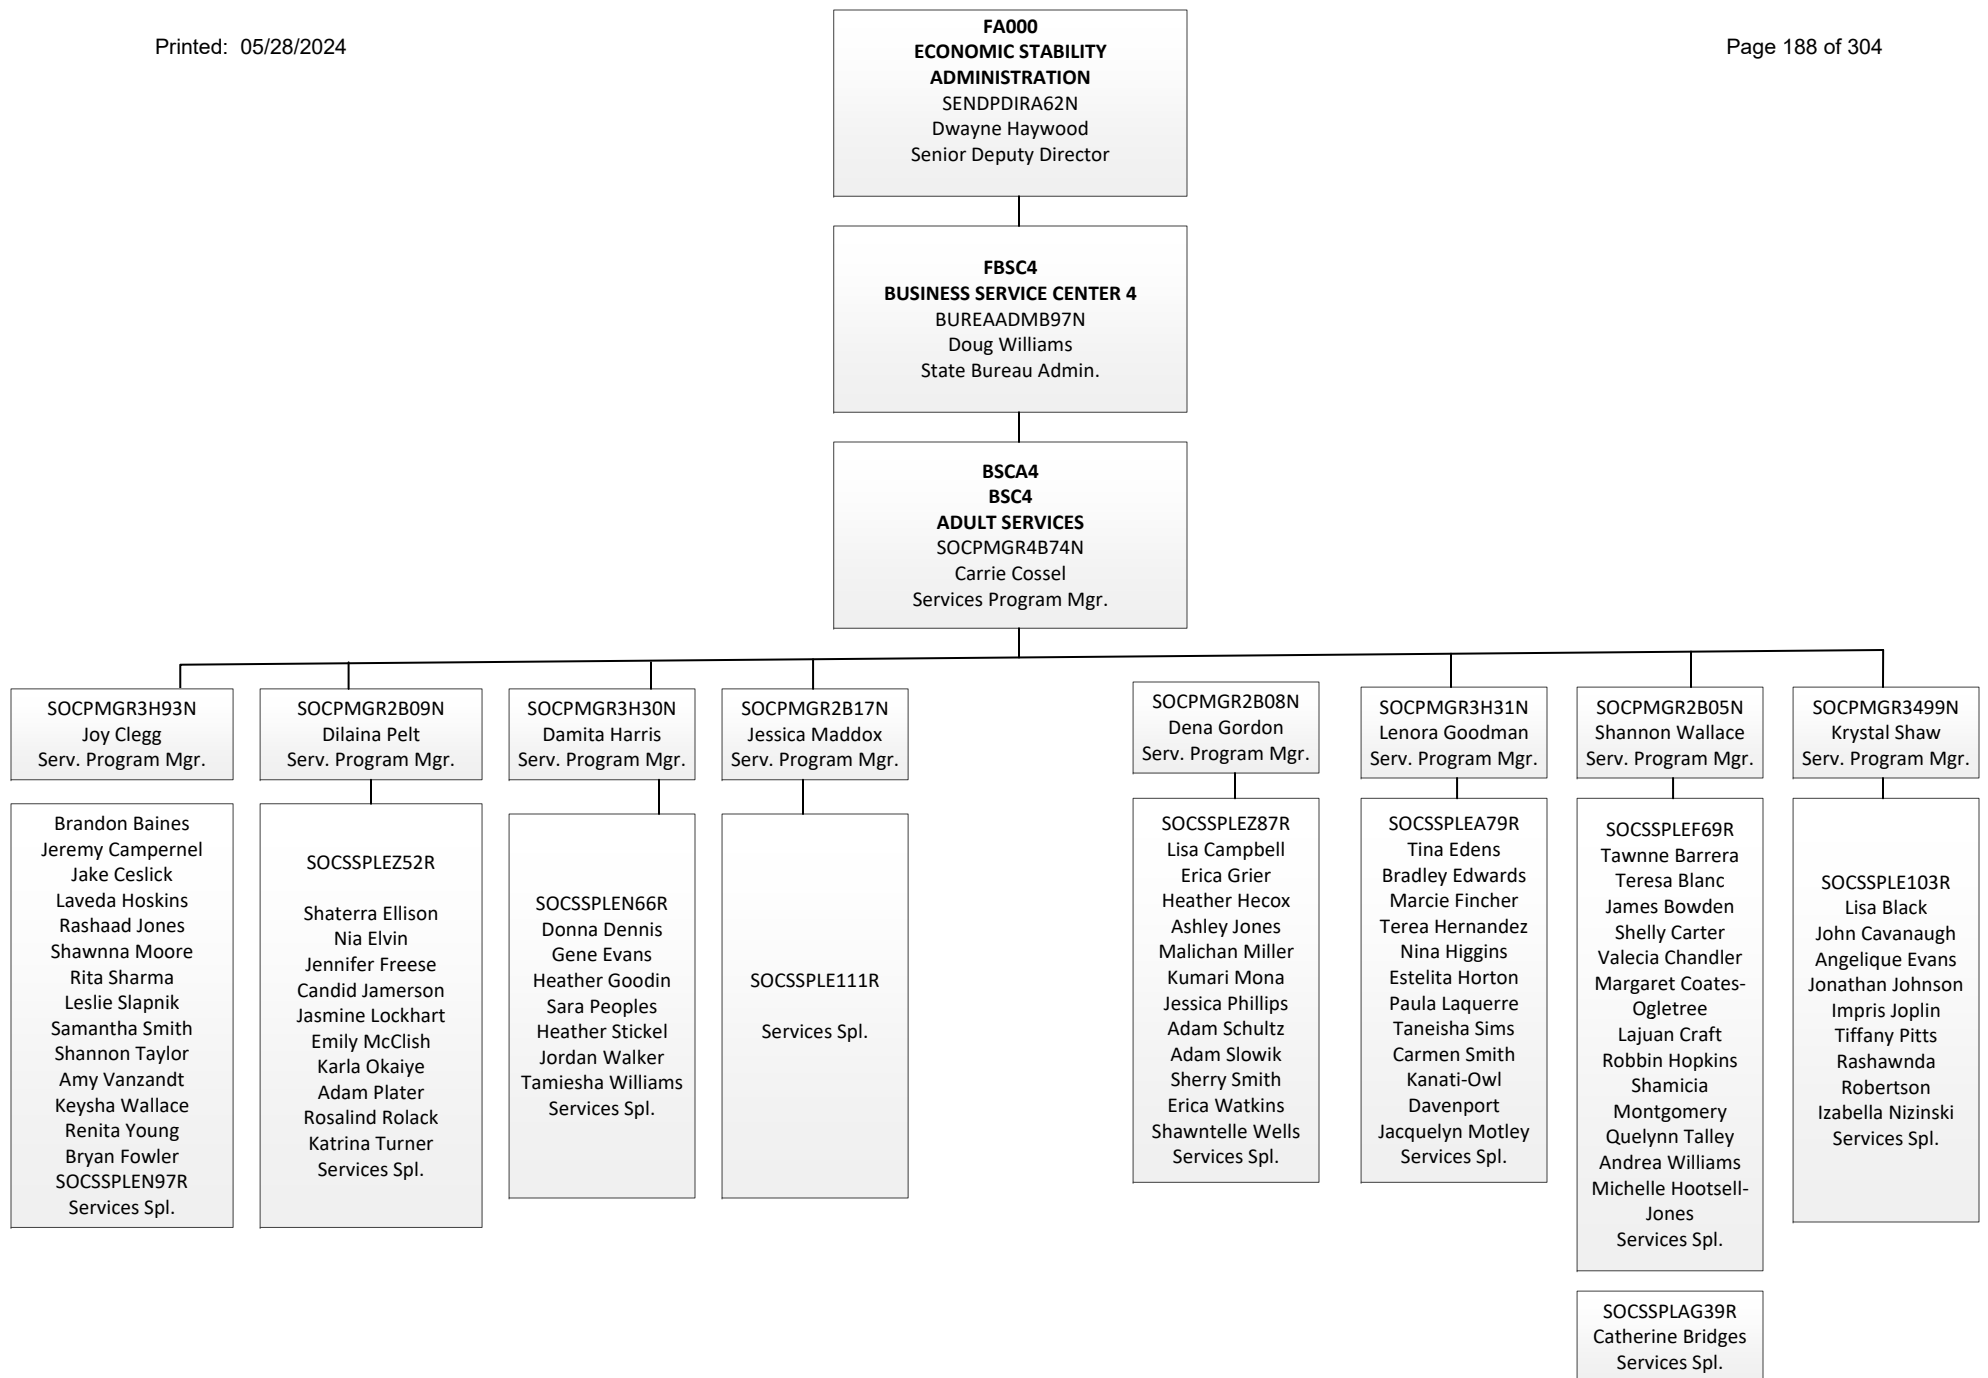 Printed: 05/28/2024
Page 188 of 304
FA000
ECONOMIC STABILITY
ADMINISTRATION
SENDPDIRA62N
Dwayne Haywood
Senior Deputy Director
FBSC4
BUSINESS SERVICE CENTER 4
BUREAADMB97N
Doug Williams
State Bureau Admin.
BSCA4
BSC4
ADULT SERVICES
SOCPMGR4B74N
Carrie Cossel
Services Program Mgr.
SOCPMGR3H93N
Joy Clegg
Serv. Program Mgr.
SOCPMGR2B09N
Dilaina Pelt
Serv. Program Mgr.
SOCPMGR3H30N
Damita Harris
Serv. Program Mgr.
SOCPMGR2B17N
Jessica Maddox
Serv. Program Mgr.
SOCPMGR2B08N
Dena Gordon
Serv. Program Mgr.
SOCPMGR3H31N
Lenora Goodman
Serv. Program Mgr.
SOCPMGR2B05N
Shannon Wallace
Serv. Program Mgr.
SOCPMGR3499N
Krystal Shaw
Serv. Program Mgr.
Brandon Baines
Jeremy Campernel
Jake Ceslick
Laveda Hoskins
Rashaad Jones
Shawnna Moore
Rita Sharma
Leslie Slapnik
Samantha Smith
Shannon Taylor
Amy Vanzandt
Keysha Wallace
Renita Young
Bryan Fowler
SOCSSPLEN97R
Services Spl.
SOCSSPLEZ52R
Shaterra Ellison
Nia Elvin
Jennifer Freese
Candid Jamerson
Jasmine Lockhart
Emily McClish
Karla Okaiye
Adam Plater
Rosalind Rolack
Katrina Turner
Services Spl.
SOCSSPLEN66R
Donna Dennis
Gene Evans
Heather Goodin
Sara Peoples
Heather Stickel
Jordan Walker
Tamiesha Williams
Services Spl.
SOCSSPLE111R
Services Spl.
SOCSSPLEZ87R
Lisa Campbell
Erica Grier
Heather Hecox
Ashley Jones
Malichan Miller
Kumari Mona
Jessica Phillips
Adam Schultz
Adam Slowik
Sherry Smith
Erica Watkins
Shawntelle Wells
Services Spl.
SOCSSPLEA79R
Tina Edens
Bradley Edwards
Marcie Fincher
Terea Hernandez
Nina Higgins
Estelita Horton
Paula Laquerre
Taneisha Sims
Carmen Smith
Kanati-Owl
Davenport
Jacquelyn Motley
Services Spl.
SOCSSPLEF69R
Tawnne Barrera
Teresa Blanc
James Bowden
Shelly Carter
Valecia Chandler
Margaret Coates-
Ogletree
Lajuan Craft
Robbin Hopkins
Shamicia
Montgomery
Quelynn Talley
Andrea Williams
Michelle Hootsell-
Jones
Services Spl.
SOCSSPLE103R
Lisa Black
John Cavanaugh
Angelique Evans
Jonathan Johnson
Impris Joplin
Tiffany Pitts
Rashawnda
Robertson
Izabella Nizinski
Services Spl.
SOCSSPLAG39R
Catherine Bridges
Services Spl.